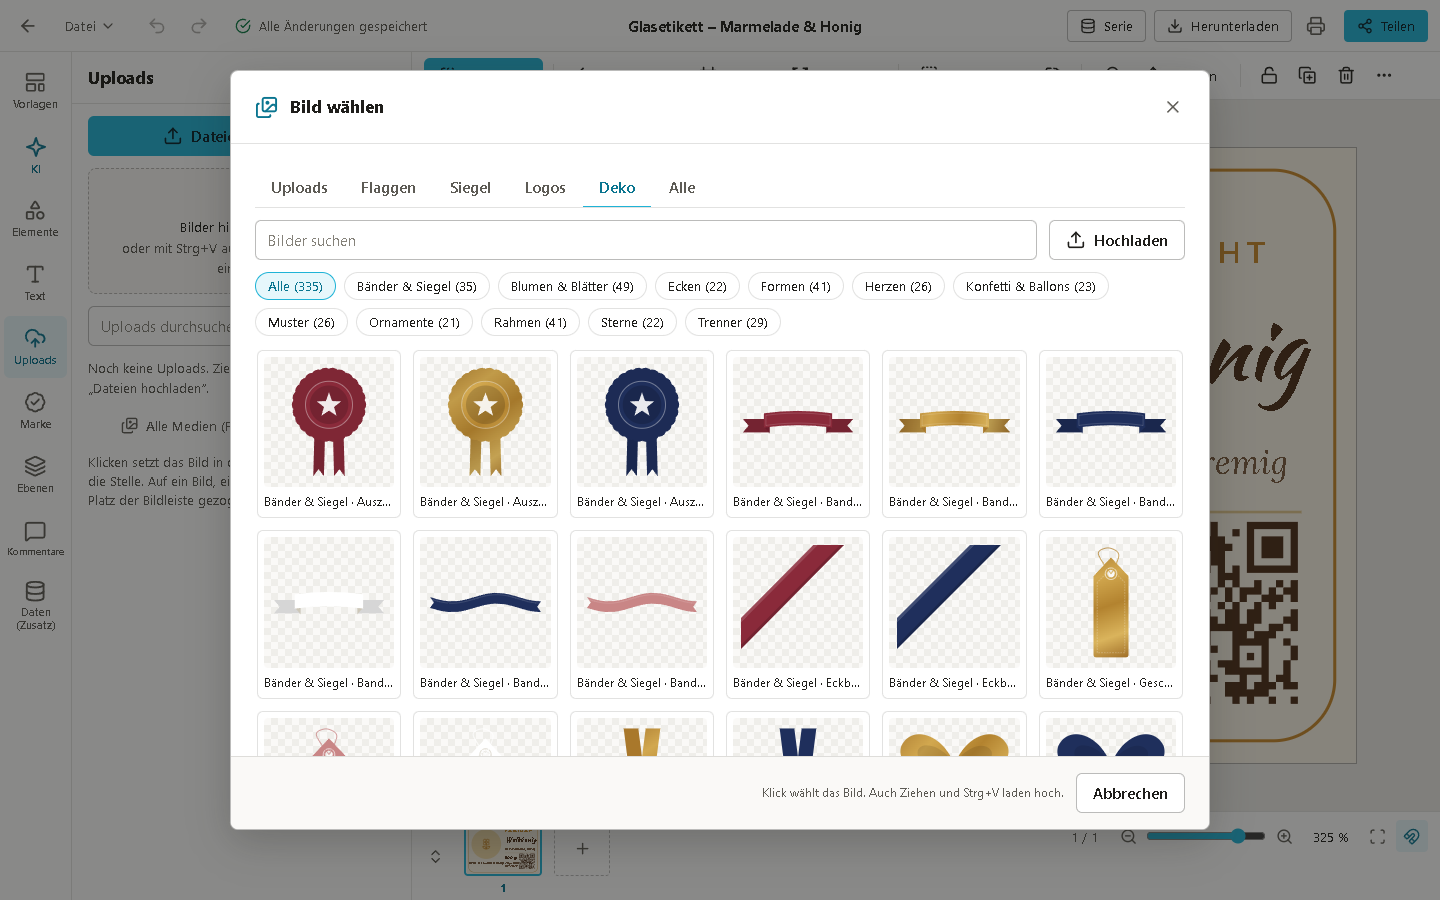 Datei
Alle Änderungen gespeichert
Glasetikett – Marmelade & Honig
Serie
Herunterladen
Teilen
Vorlagen
KI
Elemente
Text
Uploads
Marke
Ebenen
Kommentare
Daten
(Zusatz)
Uploads
Bilder
oder mit Strg+V
Uploads
Noch keine Uploads.
„Dateien hochladen“.
Alle Medien
Klicken setzt das Bild in
die Stelle. Auf ein Bild,
Platz der Bildleiste
Bild wählen
Uploads Flaggen Siegel Logos Deko Alle
Bilder suchen
Hochladen
Alle (335) Bänder & Siegel (35) Blumen & Blätter (49) Ecken (22) Formen (41) Herzen (26) Konfetti & Ballons (23)
Muster (26) Ornamente (21) Rahmen (41) Sterne (22) Trenner (29)
Bänder & Siegel · Ausz... Bänder & Siegel · Ausz... Bänder & Siegel · Ausz... Bänder & Siegel · Band... Bänder & Siegel · Band... Bänder & Siegel · Band...
Bänder & Siegel · Band... Bänder & Siegel · Band... Bänder & Siegel · Band... Bänder & Siegel · Eckb... Bänder & Siegel · Eckb... Bänder & Siegel · Gesc...
Klick wählt das Bild. Auch Ziehen und Strg+V laden hoch.
Abbrechen
HT
nig
remig
1 / 1
325 %
1